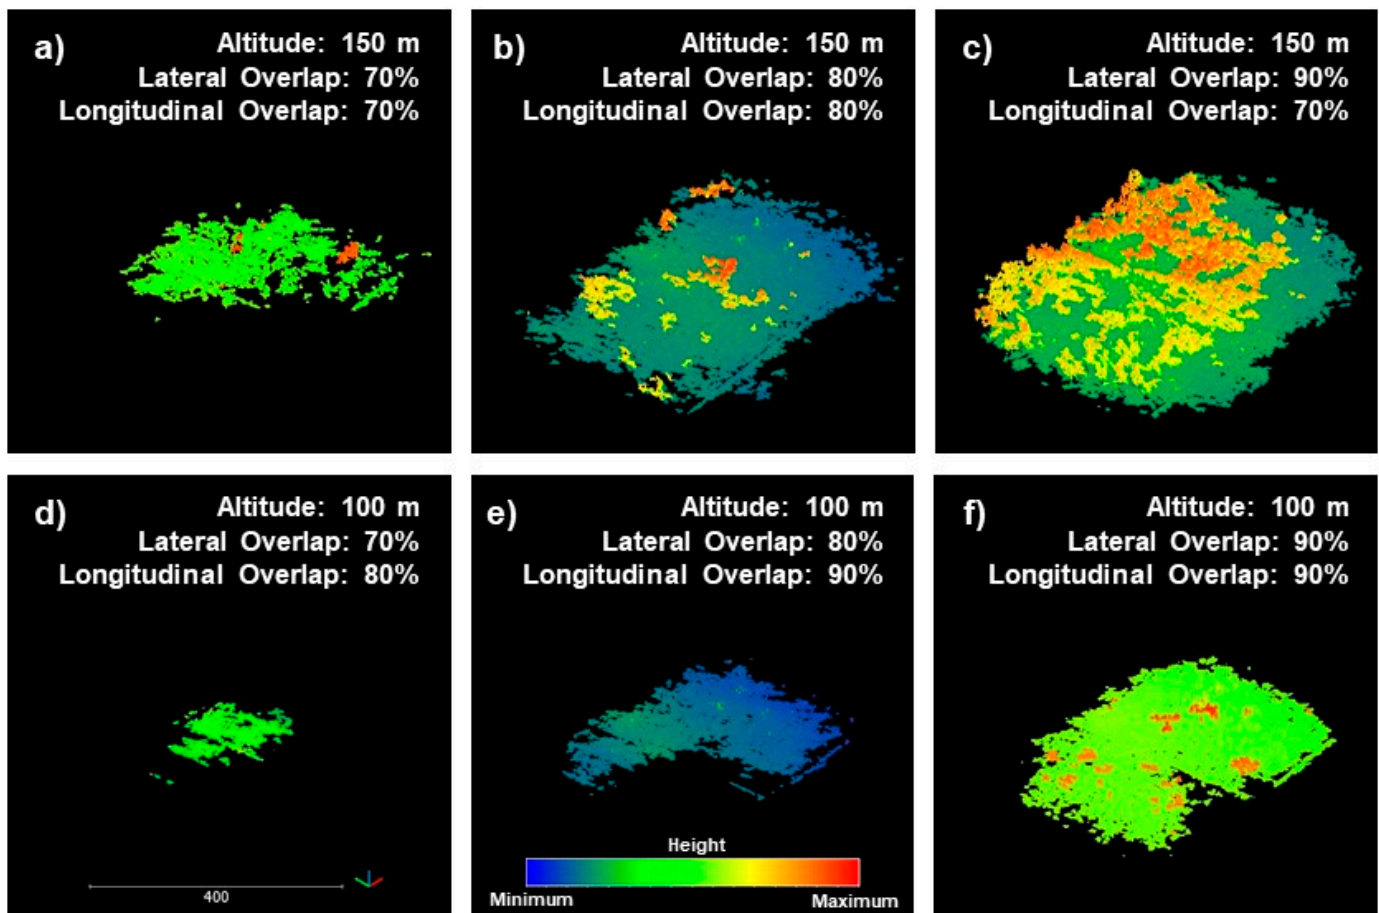 a)
Altitude: 150 m
Lateral Overlap: 70%
Longitudinal Overlap: 70%
b)
Altitude: 150 m
Lateral Overlap: 80%
Longitudinal Overlap: 80%
c)
Altitude: 150 m
Lateral Overlap: 90%
Longitudinal Overlap: 70%
d)
Altitude: 100 m
Lateral Overlap: 70%
Longitudinal Overlap: 80%
400
e)
Altitude: 100 m
Lateral Overlap: 80%
Longitudinal Overlap: 90%
Height
Minimum Maximum
f)
Altitude: 100 m
Lateral Overlap: 90%
Longitudinal Overlap: 90%